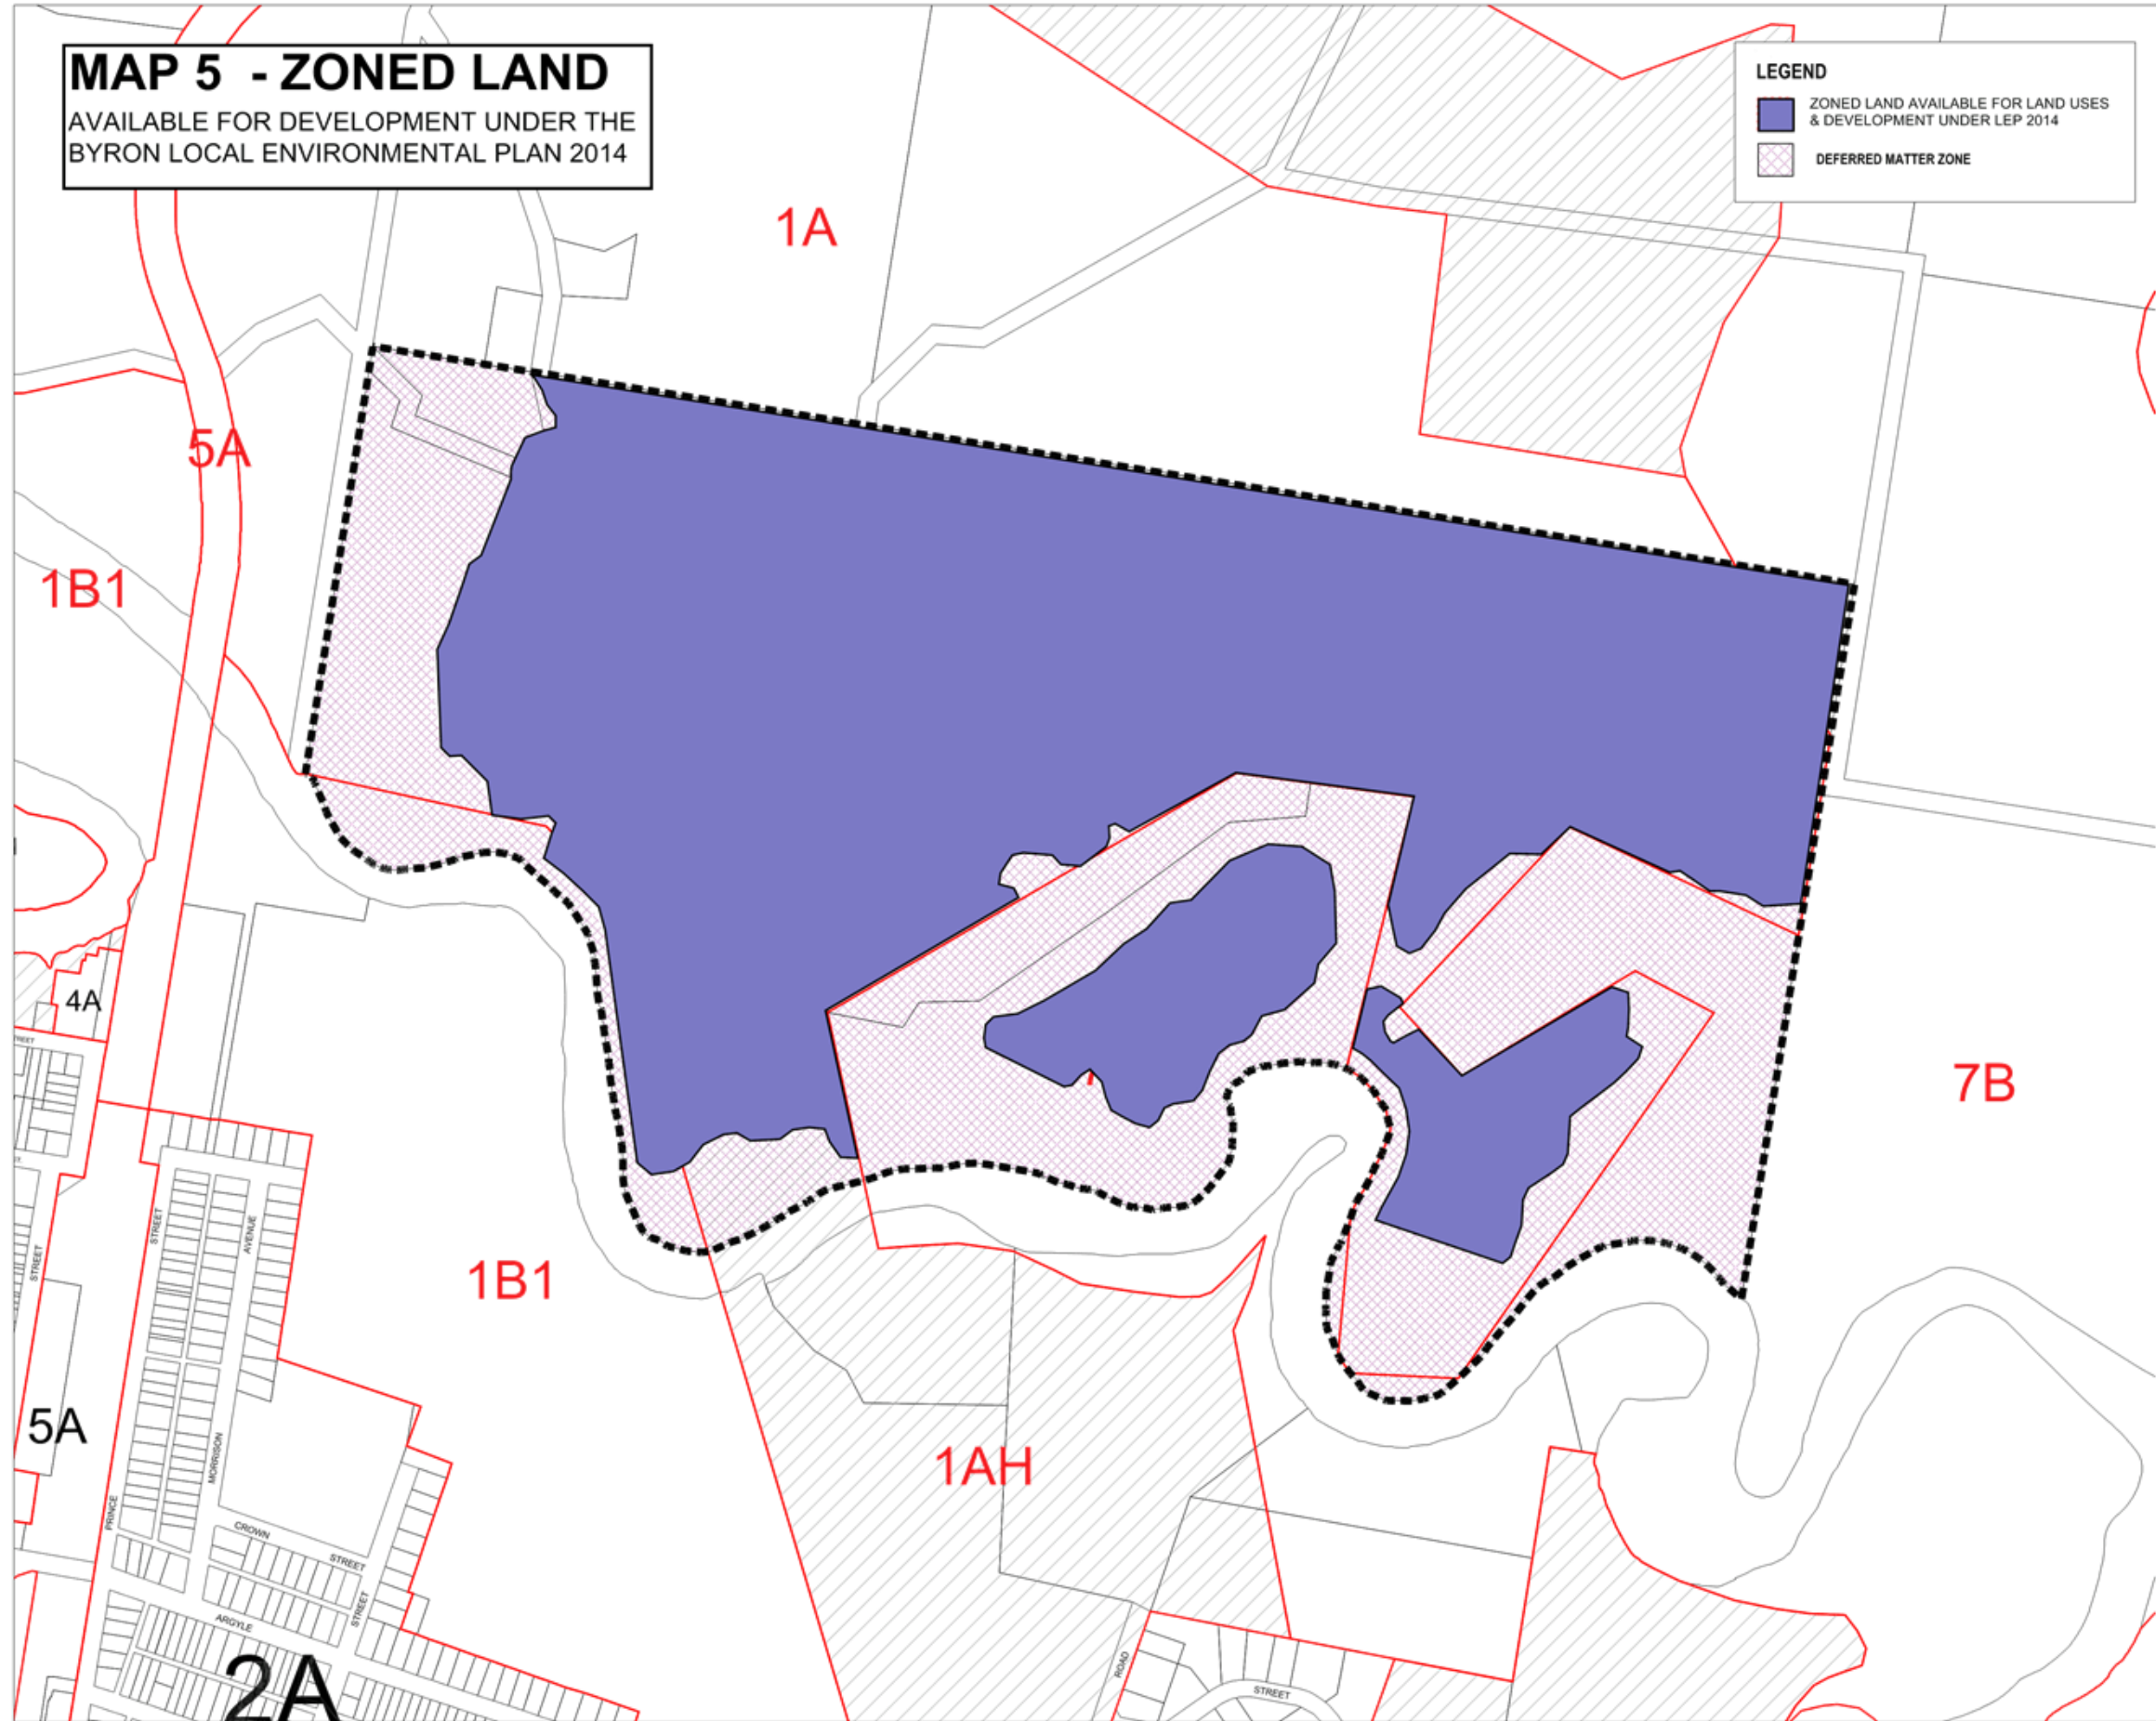 MAP 5 - ZONED LAND
AVAILABLE FOR DEVELOPMENT UNDER THE
BYRON LOCAL ENVIRONMENTAL PLAN 2014
LEGEND
ZONED LAND AVAILABLE FOR LAND USES
& DEVELOPMENT UNDER LEP 2014
DEFERRED MATTER ZONE
1A
5A
1B1
4A
7B
STREET
AVENUE
STREET
1B1
5A
1AH
MORRISON
PRINCE
CROWN
STREET
STREET
ARGYLE
2A
ROAD
STREET